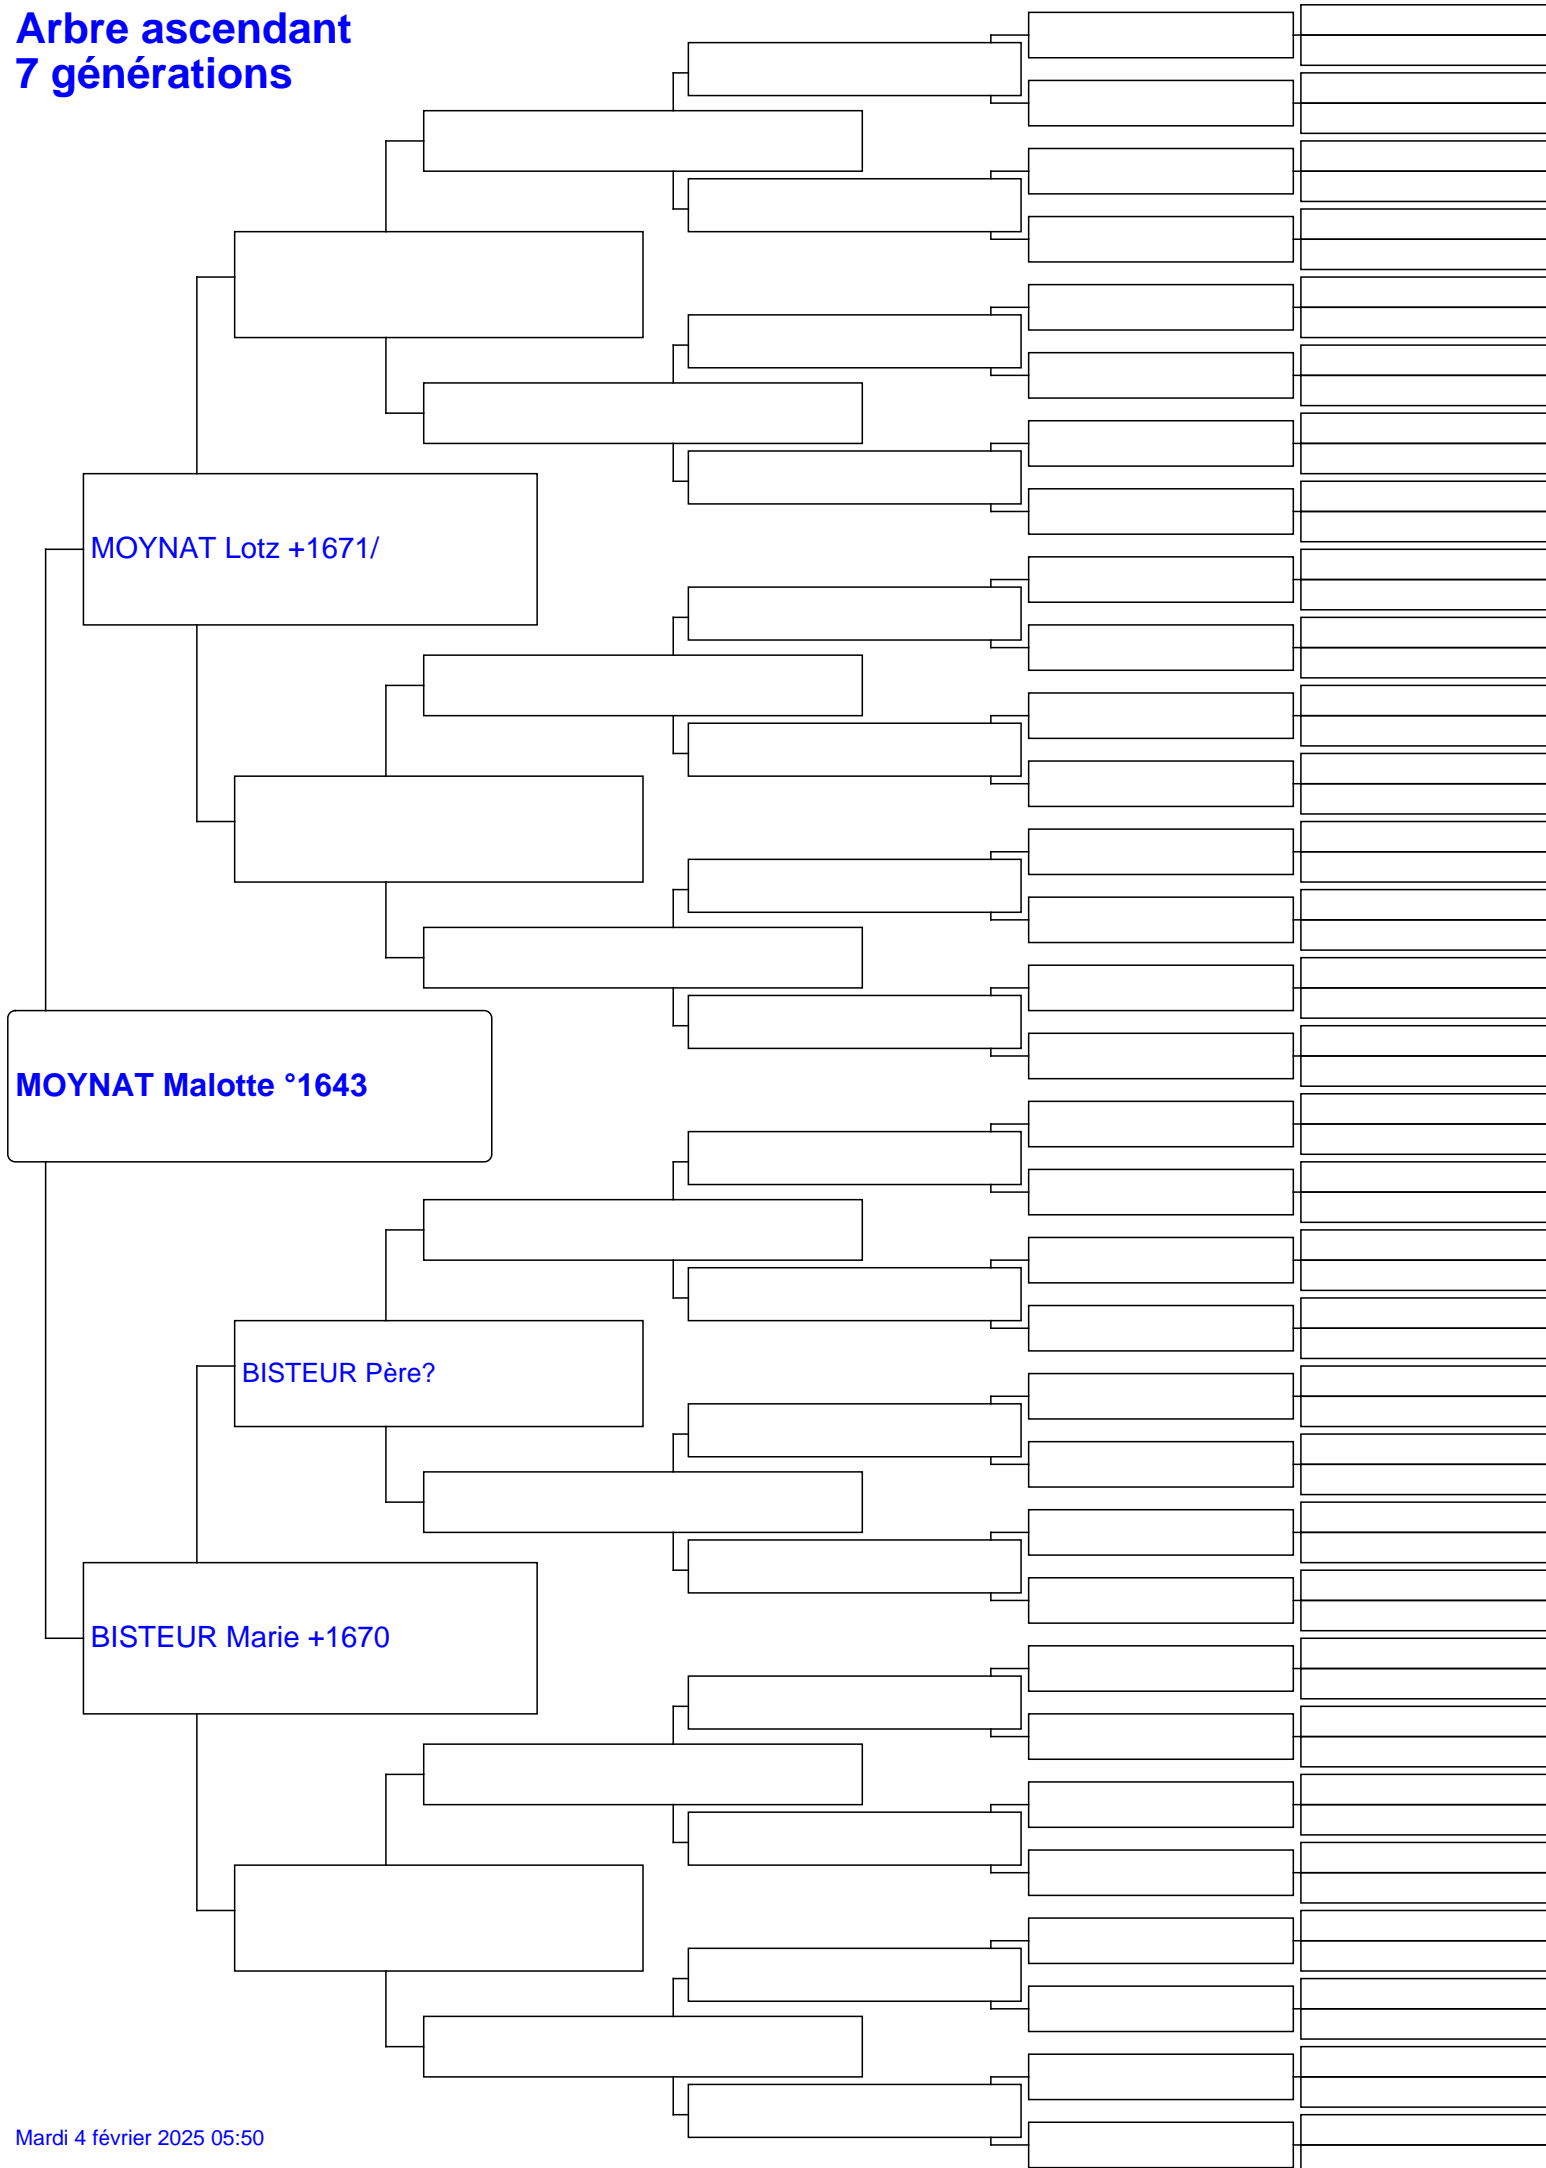 Arbre ascendant
7 générations
MOYNAT Lotz +1671/
MOYNAT Malotte °1643
BISTEUR Père?
BISTEUR Marie +1670
Mardi 4 février 2025 05:50